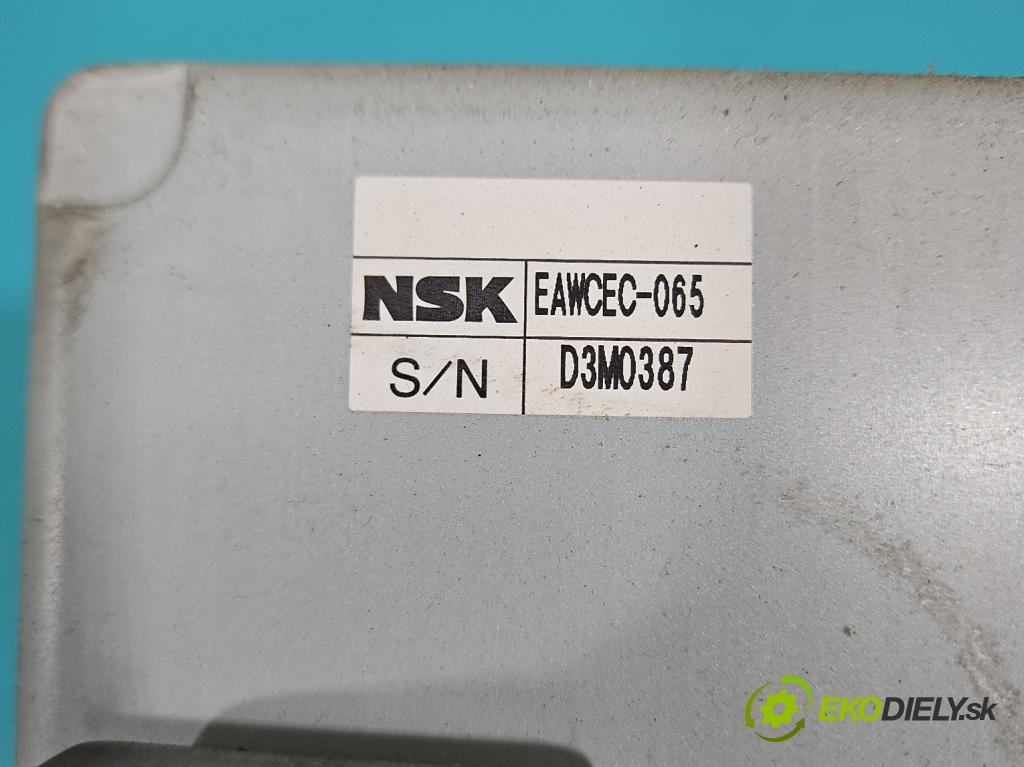 NSK EAWCEC-065
S/N D3M0387
EKODIELY.sk